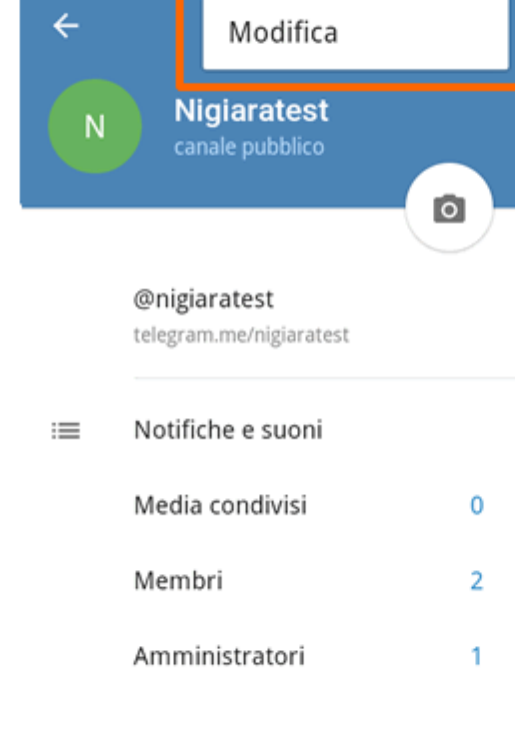 Modifica
N
Nigiaratest
canale pubblico
@nigiaratest
telegram.me/nigiaratest
Notifiche e suoni
Media condivisi 0
Membri 2
Amministratori 1